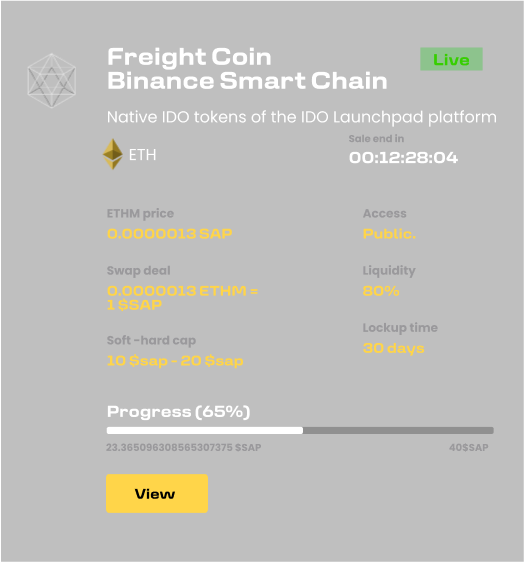 Freight Coin
Binance Smart Chain
Live
Native IDO tokens of the IDO Launchpad platform
ETH
Sale end in
00:12:28:04
ETHM price
0.0000013 SAP
Access
Public.
Swap deal
0.0000013 ETHM =
1 $SAP
Liquidity
80%
Soft -hard cap
10 $sap - 20 $sap
Lockup time
30 days
Progress (65%)
23.365096308565307375 $SAP
40$SAP
View